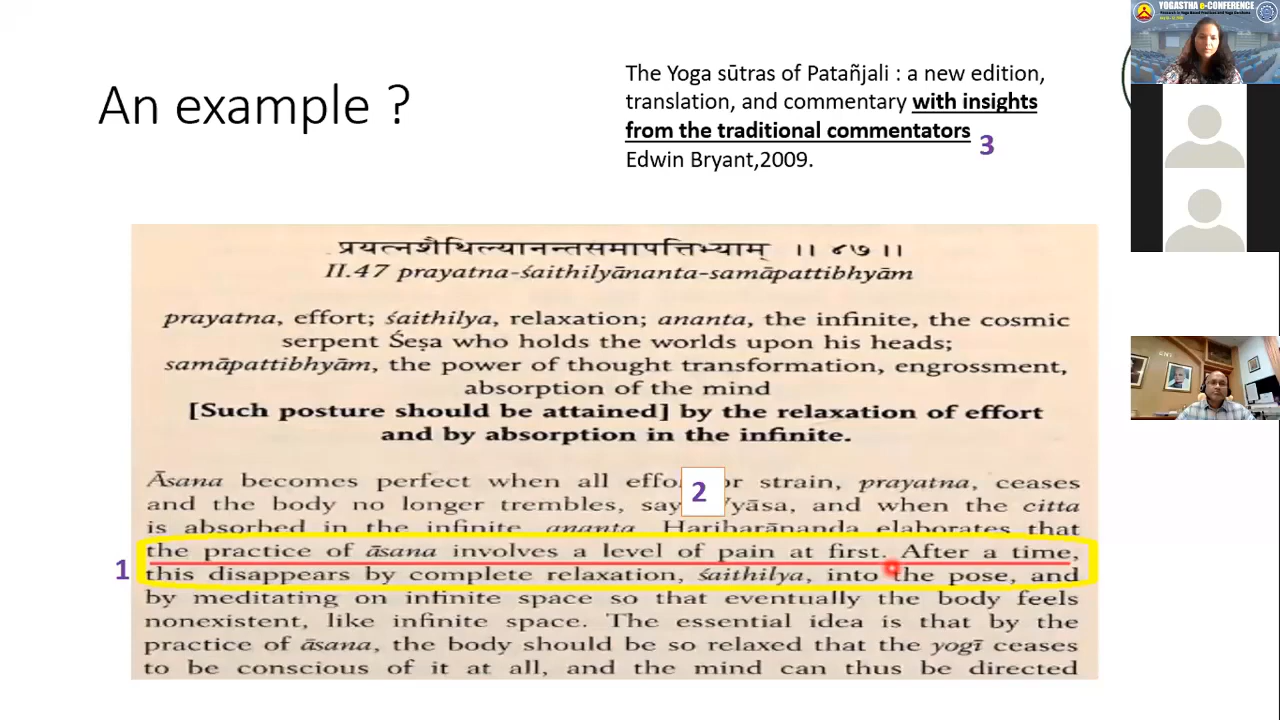 YOGASTHA e-CONFERENCE
An example ?
The Yoga sūtras of Patañjali : a new edition,
translation, and commentary with insights
from the traditional commentators
3
Edwin Bryant,2009.
प्रयत्नशैथिल्यानन्तसमापत्तिभ्याम् ।। ४७ ।।
II.47 prayatna-śaithilyānanta-samāpattibhyām
prayatna, effort; śaithilya, relaxation; ananta, the infinite, the cosmic
serpent Śeṣa who holds the worlds upon his heads;
samāpattibhyām, the power of thought transformation, engrossment,
absorption of the mind
[Such posture should be attained] by the relaxation of effort
and by absorption in the infinite.
Āsana becomes perfect when all effo or strain, prayatna, ceases
2
and the body no longer trembles, say Vyāsa, and when the citta
is absorbed in the infinite ananta. Hariharānanda elaborates that
the practice of āsana involves a level of pain at first. After a time,
1
this disappears by complete relaxation, śaithilya, into the pose, and
by meditating on infinite space so that eventually the body feels
nonexistent, like infinite space. The essential idea is that by the
practice of āsana, the body should be so relaxed that the yogī ceases
to be conscious of it at all, and the mind can thus be directed